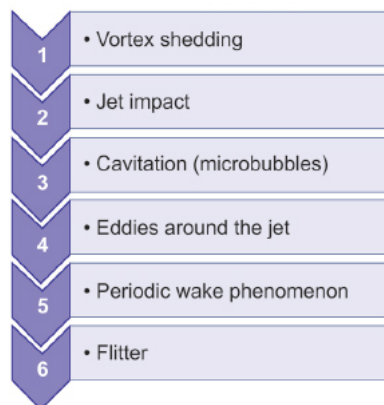 1 • Vortex shedding
2 • Jet impact
3 • Cavitation (microbubbles)
4 • Eddies around the jet
5 • Periodic wake phenomenon
6 • Flitter